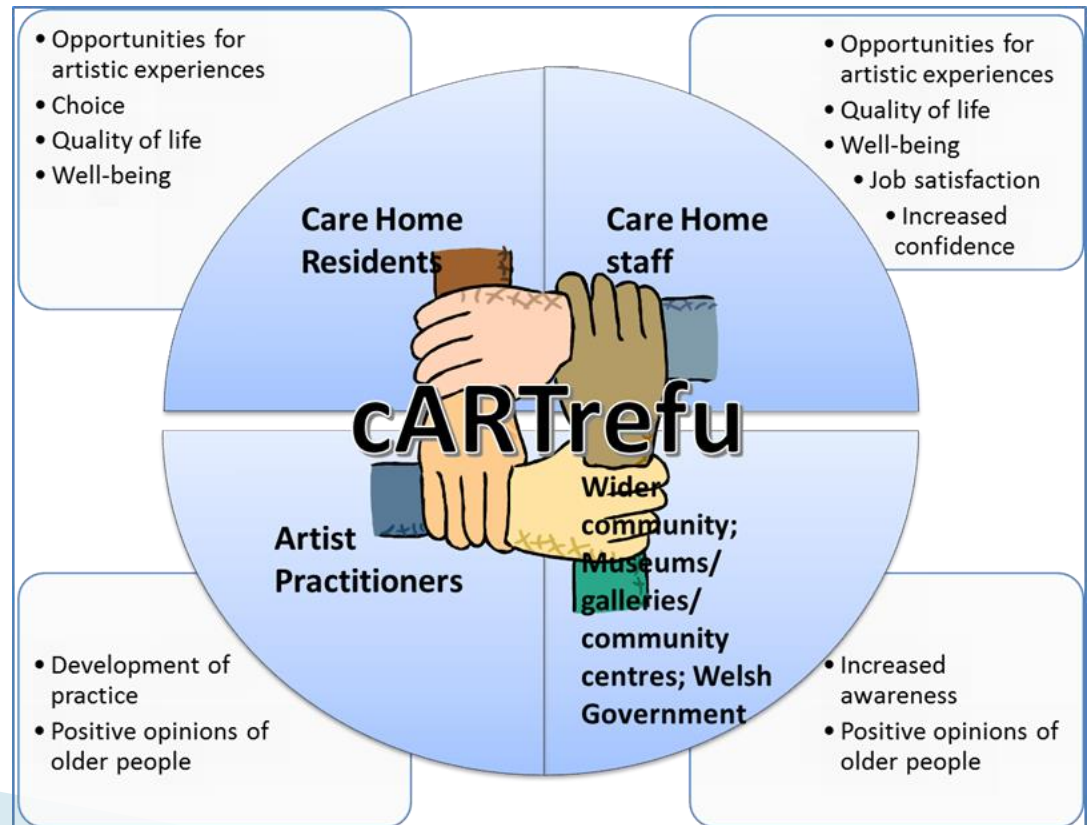 • Opportunities for
artistic experiences
• Choice
• Quality of life
• Well-being
• Opportunities for
artistic experiences
• Quality of life
• Well-being
• Job satisfaction
• Increased
confidence
Care Home
Residents
Care Home
staff
cARTrefu
Artist
Practitioners
Wider
community;
Museums/
galleries/
community
centres; Welsh
Government
• Development of
practice
• Positive opinions of
older people
• Increased
awareness
• Positive opinions of
older people